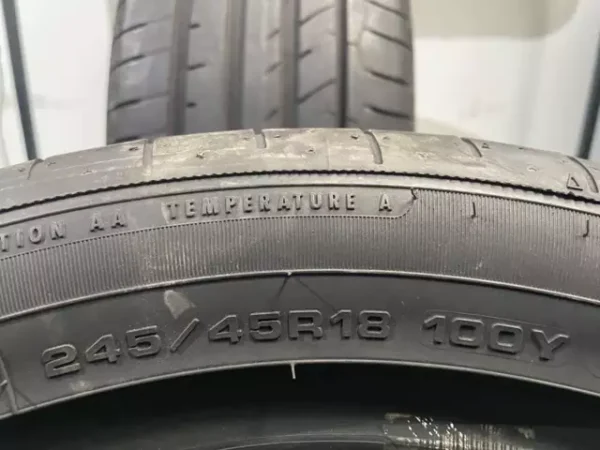 TION AA TEMPERATURE A
245/45R18 100Y